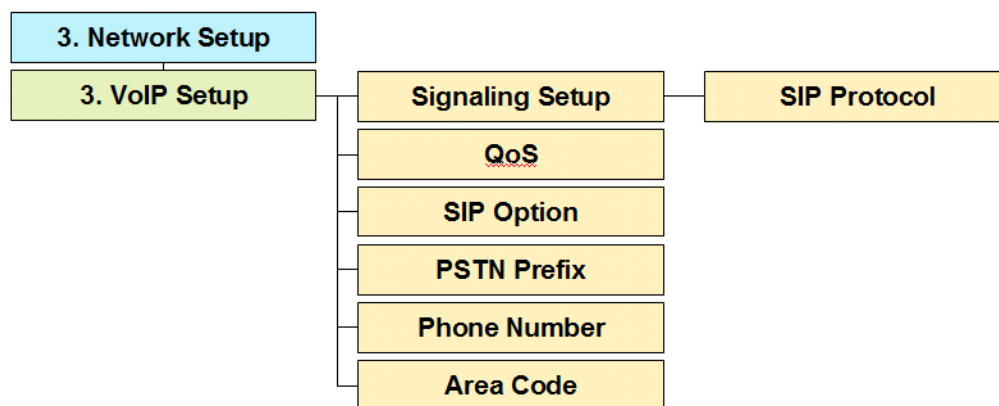 3. Network Setup
3. VoIP Setup
Signaling Setup
SIP Protocol
QoS
SIP Option
PSTN Prefix
Phone Number
Area Code